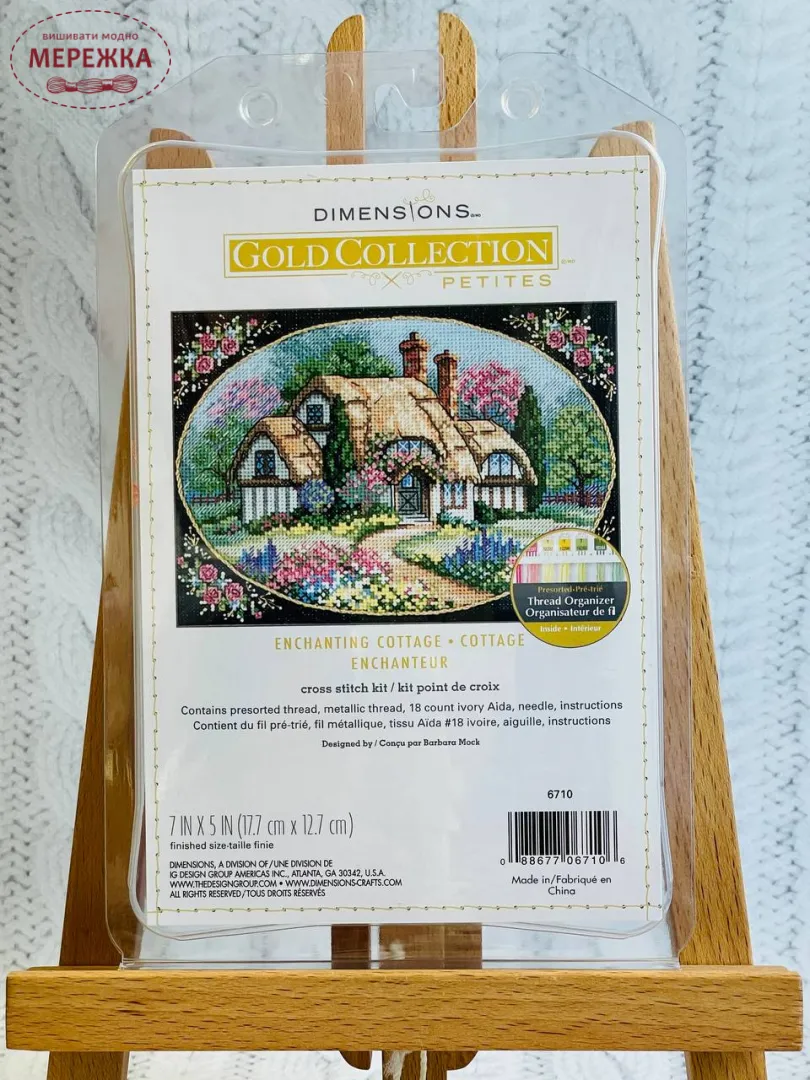 вишивати модно
МЕРЕЖКА
DIMENSIONS
GOLD COLLECTION
PETITES
Presorted•Pré-trié
Thread Organizer
Organisateur de fil
Inside • Intérieur
ENCHANTING COTTAGE • COTTAGE
ENCHANTEUR
cross stitch kit / kit point de croix
Contains presorted thread, metallic thread, 18 count ivory Aida, needle, instructions
Contient du fil pré-trié, fil métallique, tissu Aïda #18 ivoire, aiguille, instructions
Designed by / Conçu par Barbara Mock
6710
7 IN X 5 IN (17.7 cm x 12.7 cm)
finished size-taille finie
0 88677 06710 6
DIMENSIONS, A DIVISION OF/UNE DIVISION DE
IG DESIGN GROUP AMERICAS INC., ATLANTA, GA 30342, U.S.A.
WWW.THEDESIGNGROUP.COM • WWW.DIMENSIONS-CRAFTS.COM
ALL RIGHTS RESERVED/TOUS DROITS RÉSERVÉS
Made in/Fabriqué en
China